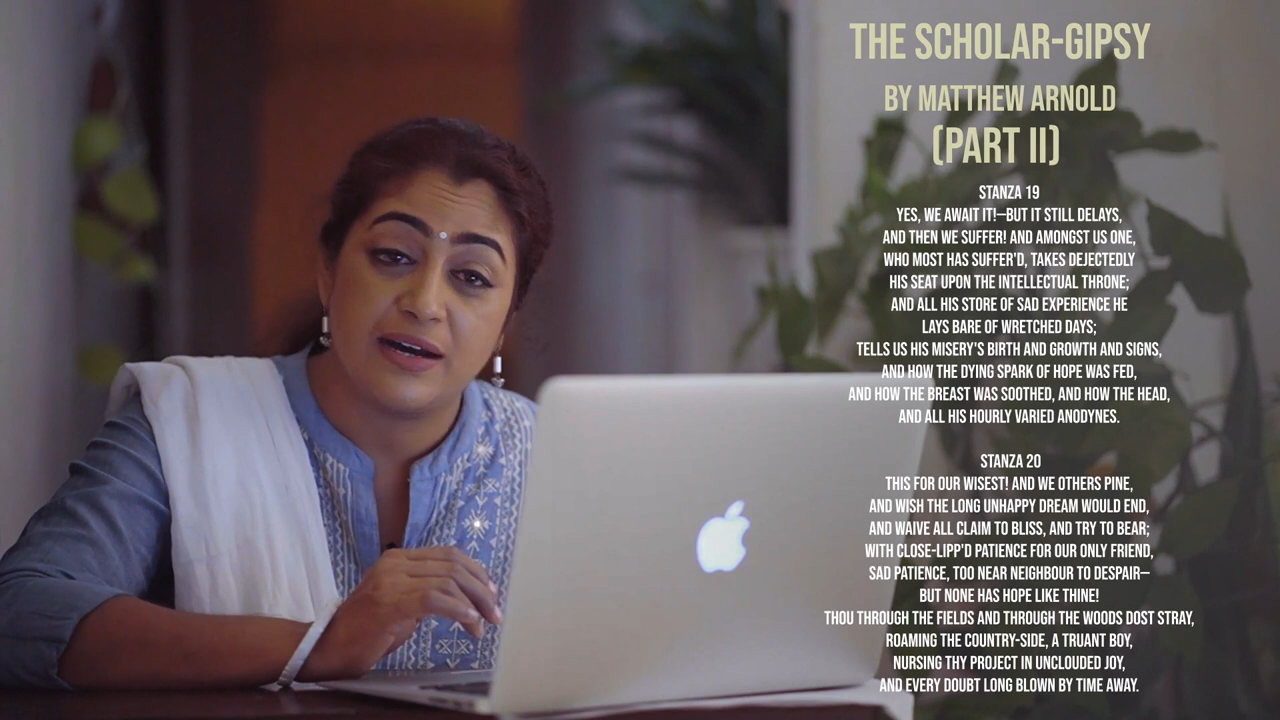 THE SCHOLAR-GIPSY
BY MATTHEW ARNOLD
(PART II)
STANZA 19
YES, WE AWAIT IT!—BUT IT STILL DELAYS,
AND THEN WE SUFFER! AND AMONGST US ONE,
WHO MOST HAS SUFFER'D, TAKES DEJECTEDLY
HIS SEAT UPON THE INTELLECTUAL THRONE;
AND ALL HIS STORE OF SAD EXPERIENCE HE
LAYS BARE OF WRETCHED DAYS;
TELLS US HIS MISERY'S BIRTH AND GROWTH AND SIGNS,
AND HOW THE DYING SPARK OF HOPE WAS FED,
AND HOW THE BREAST WAS SOOTHED, AND HOW THE HEAD,
AND ALL HIS HOURLY VARIED ANODYNES.
STANZA 20
THIS FOR OUR WISEST! AND WE OTHERS PINE,
AND WISH THE LONG UNHAPPY DREAM WOULD END,
AND WAIVE ALL CLAIM TO BLISS, AND TRY TO BEAR;
WITH CLOSE-LIPP'D PATIENCE FOR OUR ONLY FRIEND,
SAD PATIENCE, TOO NEAR NEIGHBOUR TO DESPAIR—
BUT NONE HAS HOPE LIKE THINE!
THOU THROUGH THE FIELDS AND THROUGH THE WOODS DOST STRAY,
ROAMING THE COUNTRY-SIDE, A TRUANT BOY,
NURSING THY PROJECT IN UNCLOUDED JOY,
AND EVERY DOUBT LONG BLOWN BY TIME AWAY.